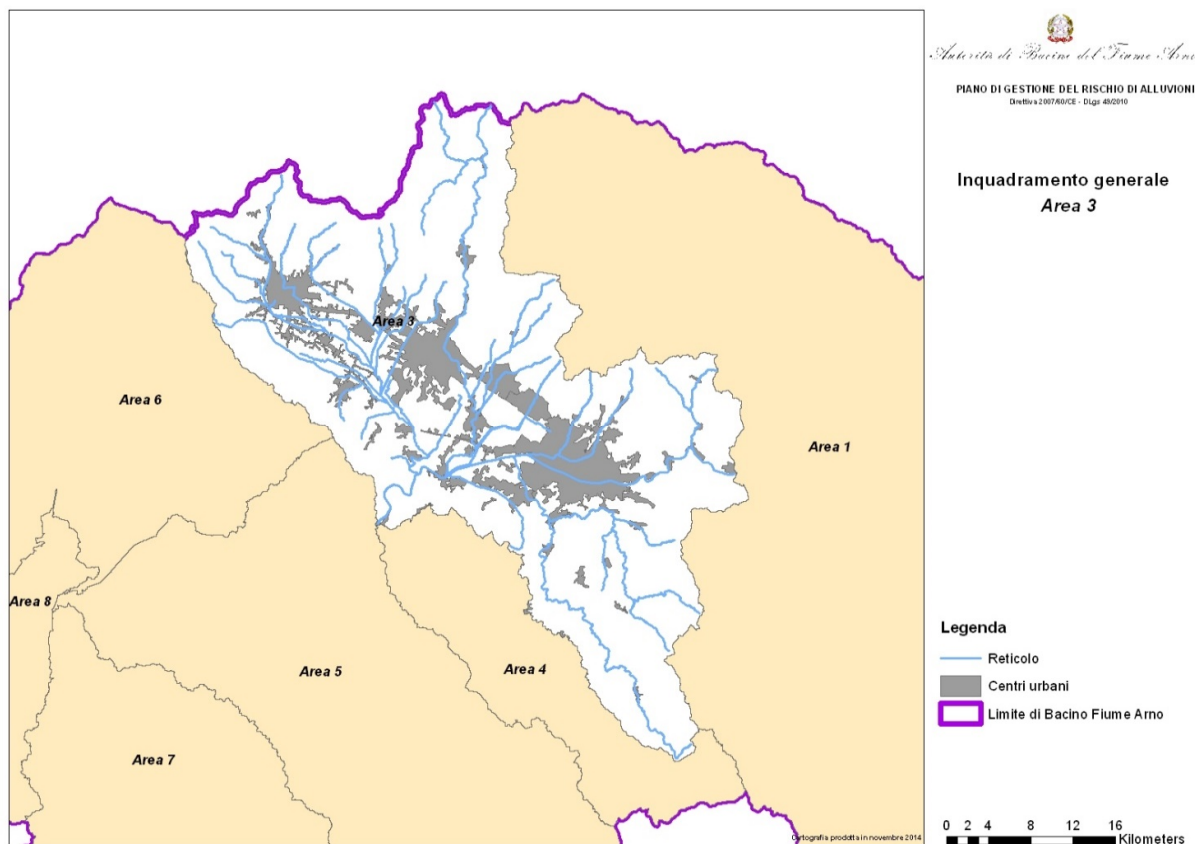 Autorità di Bacino del Fiume Arno
PIANO DI GESTIONE DEL RISCHIO DI ALLUVIONI
Direttiva 2007/60/CE - DLgs 49/2010
Inquadramento generale
Area 3
Area 3
Area 6
Area 1
Area 8
Area 5
Area 4
Area 7
Legenda
Reticolo
Centri urbani
Limite di Bacino Fiume Arno
0 2 4 8 12 16
Kilometers
Cartografia prodotta in novembre 2014